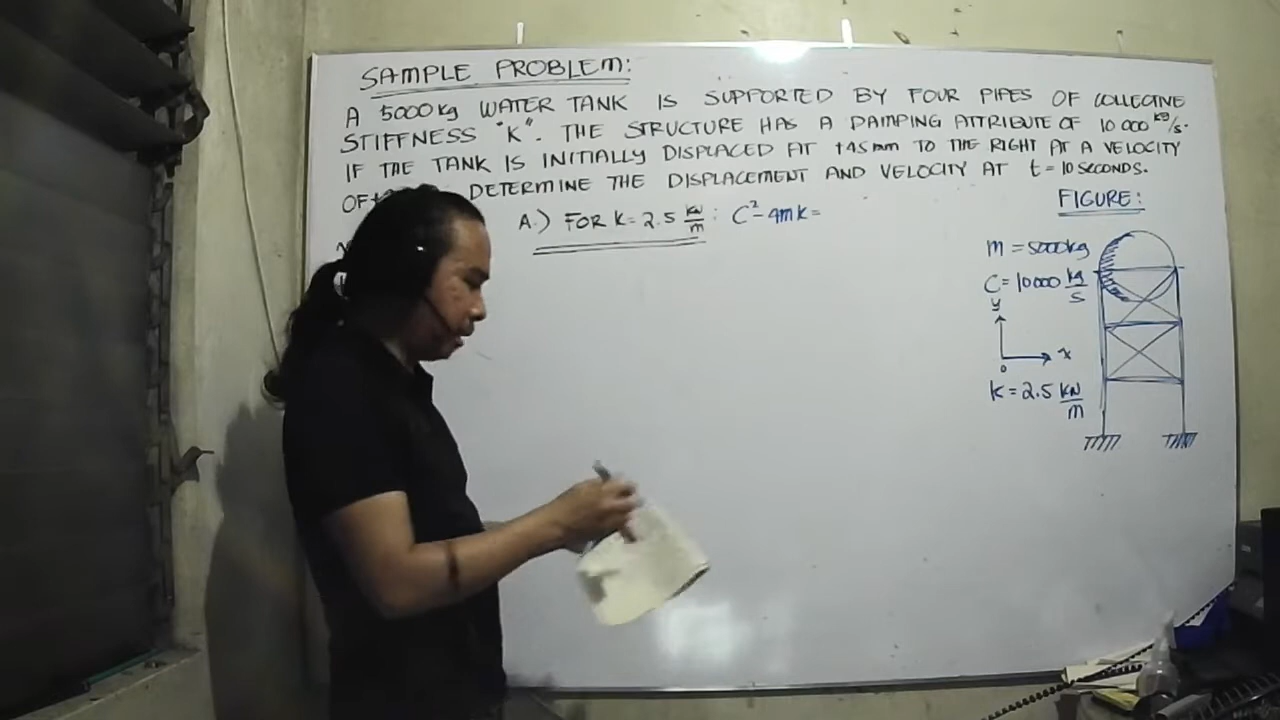 SAMPLE PROBLEM:
A 5000kg WATER TANK IS SUPPORTED BY FOUR PIPES OF COLLECTIVE
STIFFNESS "K". THE STRUCTURE HAS A DAMPING ATTRIBUTE OF 10 000 kg/s.
IF THE TANK IS INITIALLY DISPLACED AT +45mm TO THE RIGHT AT A VELOCITY
OF DETERMINE THE DISPLACEMENT AND VELOCITY AT t = 10 SECONDS.
A.) FOR K = 2.5 KN/m : C² - 4mk =
FIGURE:
m = 5000kg
C = 10000 kg/s
y
x
0
K = 2.5 KN/m